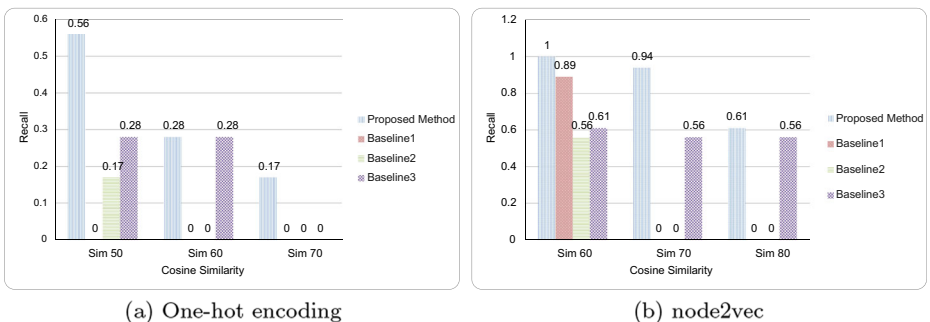 0.6
0.5
0.4
0.3
0.2
0.1
0
Recall
0.56
0
0.17
0.28
0.28
0
0
0.28
0.17
0
0
0
Sim 50
Sim 60
Sim 70
Cosine Similarity
Proposed Method
Baseline1
Baseline2
Baseline3
(a) One-hot encoding
1.2
1
0.8
0.6
0.4
0.2
0
Recall
1
0.89
0.56
0.61
0.94
0
0
0.56
0.61
0
0
0.56
Sim 60
Sim 70
Sim 80
Cosine Similarity
Proposed Method
Baseline1
Baseline2
Baseline3
(b) node2vec